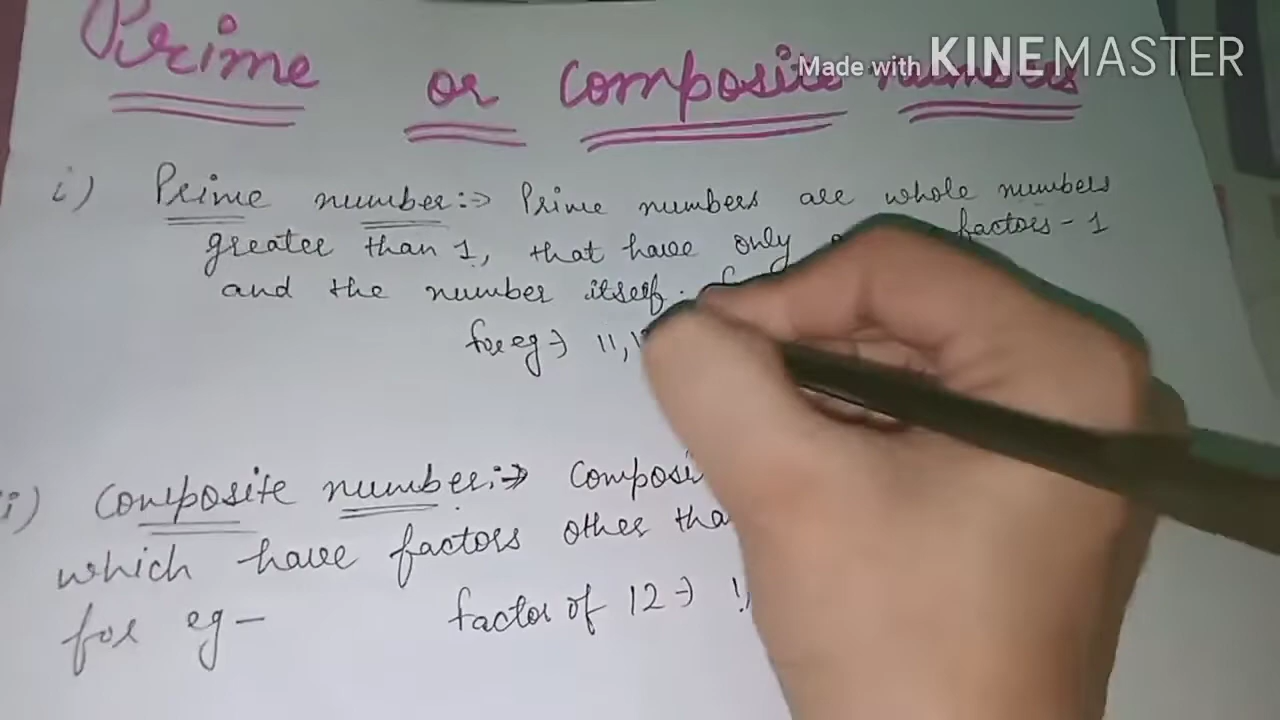 Made with KINEMASTER
Prime or composite numbers
i) Prime number:→ Prime numbers are whole numbers
greater than 1, that have only factors - 1
and the number itself.
for eg → 11,
ii) Composite number:→ Composi
which have factors other tha
for eg - factor of 12 → 1,